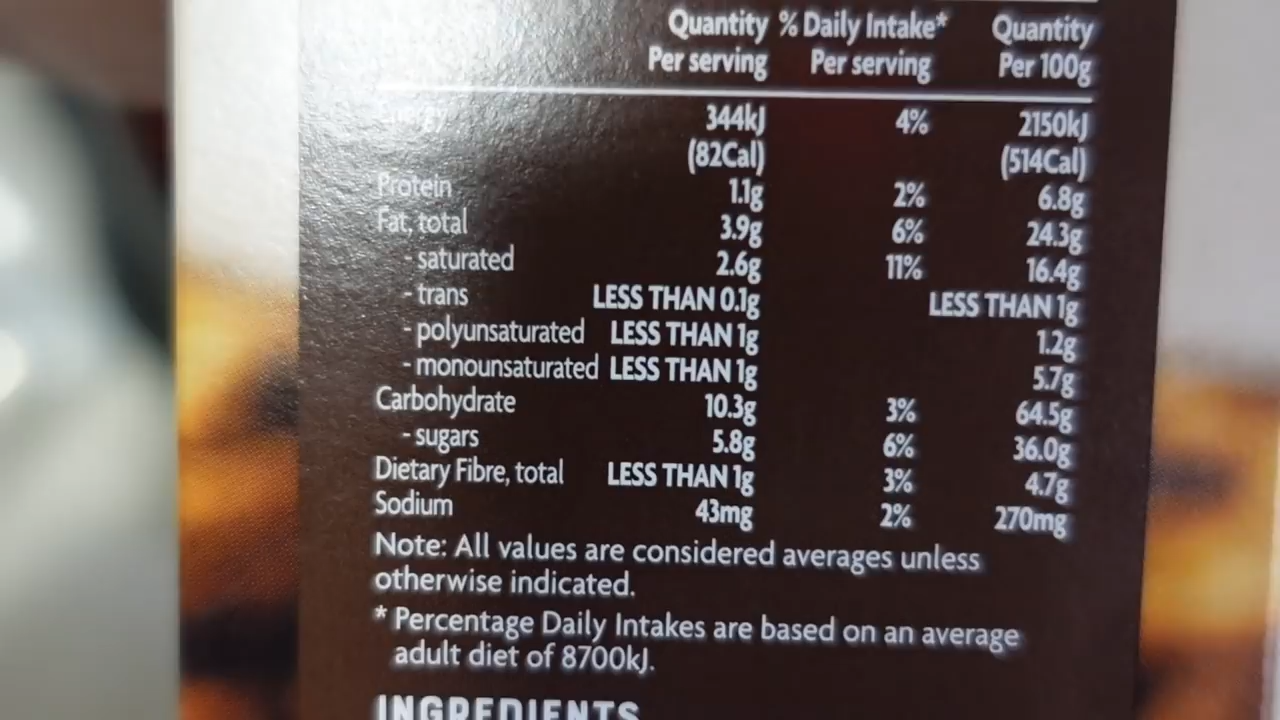 Quantity % Daily Intake* Quantity
Per serving Per serving Per 100g
Energy 344kJ 4% 2150kJ
(82Cal) (514Cal)
Protein 1.1g 2% 6.8g
Fat, total 3.9g 6% 24.3g
- saturated 2.6g 11% 16.4g
- trans LESS THAN 0.1g LESS THAN 1g
- polyunsaturated LESS THAN 1g 1.2g
- monounsaturated LESS THAN 1g 5.7g
Carbohydrate 10.3g 3% 64.5g
- sugars 5.8g 6% 36.0g
Dietary Fibre, total LESS THAN 1g 3% 4.7g
Sodium 43mg 2% 270mg
Note: All values are considered averages unless
otherwise indicated.
* Percentage Daily Intakes are based on an average
adult diet of 8700kJ.
INGREDIENTS